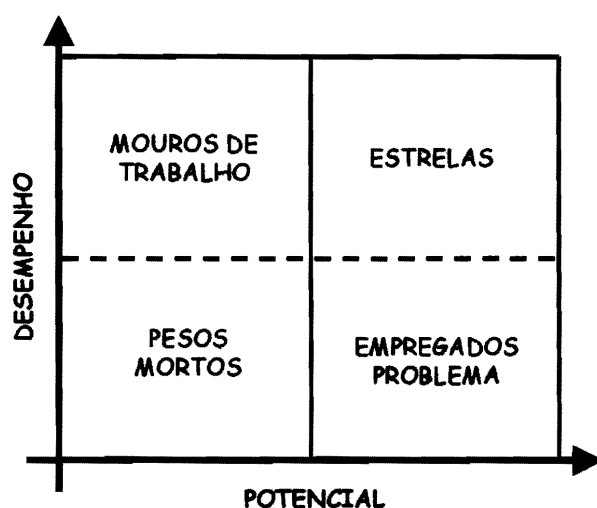 MOUROS DE
TRABALHO
ESTRELAS
DESEMPENHO
PESOS
MORTOS
EMPREGADOS
PROBLEMA
POTENCIAL